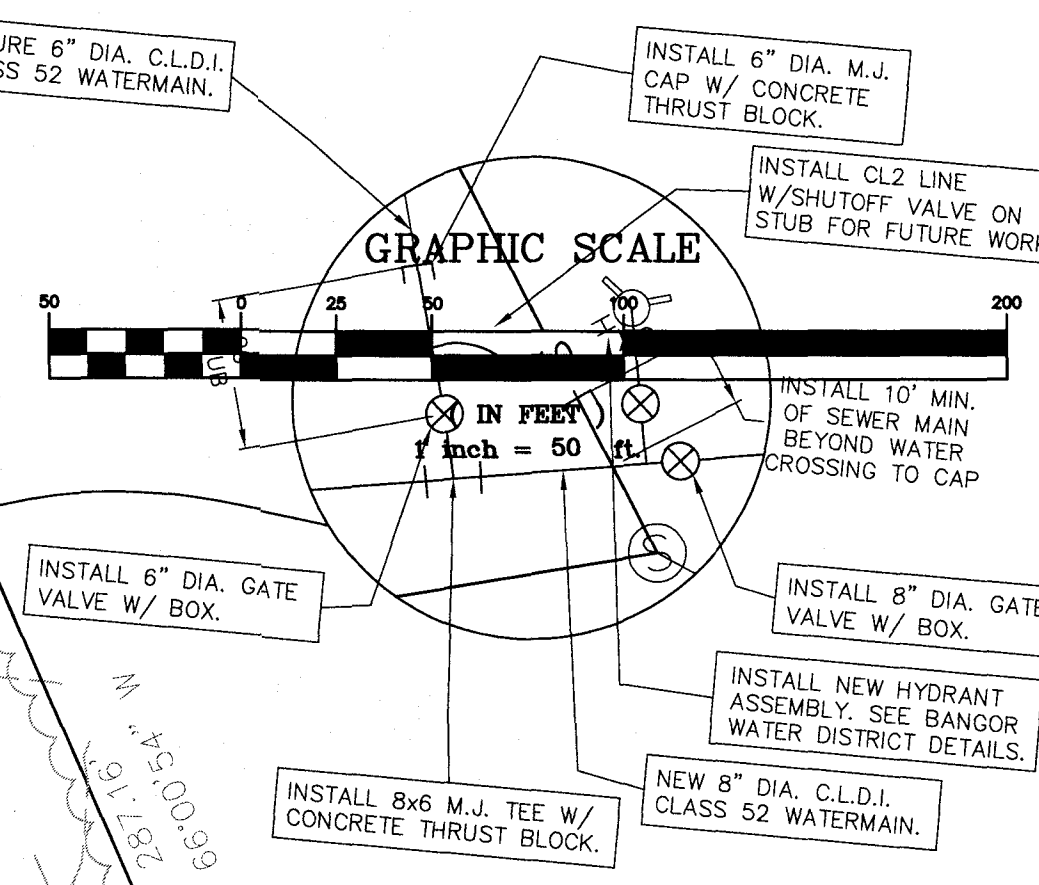 URE 6" DIA. C.L.D.I.
SS 52 WATERMAIN.
INSTALL 6" DIA. M.J.
CAP W/ CONCRETE
THRUST BLOCK.
INSTALL CL2 LINE
W/SHUTOFF VALVE ON
STUB FOR FUTURE WORK
GRAPHIC SCALE
50 0 25 50 100 200
UB
( IN FEET )
1 inch = 50 ft.
INSTALL 10' MIN.
OF SEWER MAIN
BEYOND WATER
CROSSING TO CAP
S
INSTALL 6" DIA. GATE
VALVE W/ BOX.
INSTALL 8" DIA. GATE
VALVE W/ BOX.
INSTALL NEW HYDRANT
ASSEMBLY. SEE BANGOR
WATER DISTRICT DETAILS.
INSTALL 8x6 M.J. TEE W/
CONCRETE THRUST BLOCK.
NEW 8" DIA. C.L.D.I.
CLASS 52 WATERMAIN.
287.16'
66°00'54" W